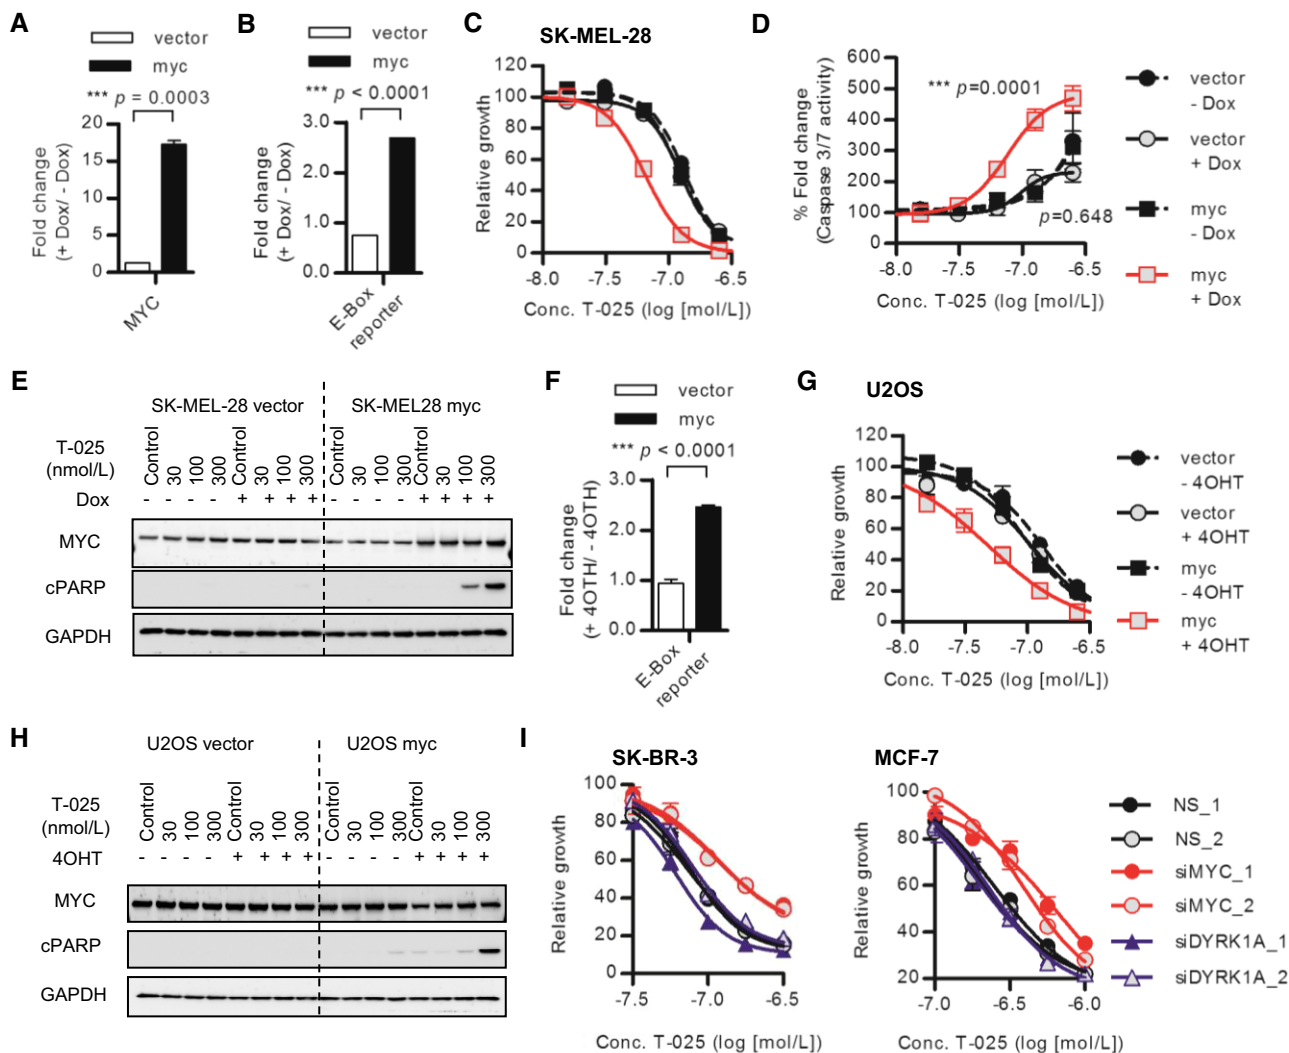 A
vector
myc
*** p = 0.0003
20
15
10
5
0
Fold change
(+ Dox/ - Dox)
MYC
B
vector
myc
*** p < 0.0001
3.0
2.0
1.0
0.0
Fold change
(+ Dox/ - Dox)
E-Box
reporter
C
SK-MEL-28
120
100
80
60
40
20
0
Relative growth
-8.0 -7.5 -7.0 -6.5
Conc. T-025 (log [mol/L])
D
600
500
400
300
200
100
0
% Fold change
(Caspase 3/7 activity)
*** p=0.0001
p=0.648
-8.0 -7.5 -7.0 -6.5
Conc. T-025 (log [mol/L])
vector
- Dox
vector
+ Dox
myc
- Dox
myc
+ Dox
E
SK-MEL-28 vector SK-MEL28 myc
T-025
(nmol/L)
Control 30 100 300 Control 30 100 300 Control 30 100 300 Control 30 100 300
Dox - - - - + + + + - - - - + + + +
MYC
cPARP
GAPDH
F
vector
myc
*** p < 0.0001
3.0
2.0
1.0
0.0
Fold change
(+ 4OTH/ - 4OTH)
E-Box
reporter
G
U2OS
120
100
80
60
40
20
0
Relative growth
-8.0 -7.5 -7.0 -6.5
Conc. T-025 (log [mol/L])
vector
- 4OHT
vector
+ 4OHT
myc
- 4OHT
myc
+ 4OHT
H
U2OS vector U2OS myc
T-025
(nmol/L)
Control 30 100 300 Control 30 100 300 Control 30 100 300 Control 30 100 300
4OHT - - - - + + + + - - - - + + + +
MYC
cPARP
GAPDH
I
SK-BR-3
100
80
60
40
20
0
Relative growth
-7.5 -7.0 -6.5
Conc. T-025 (log [mol/L])
MCF-7
100
80
60
40
20
Relative growth
-7.0 -6.5 -6.0
Conc. T-025 (log [mol/L])
NS_1
NS_2
siMYC_1
siMYC_2
siDYRK1A_1
siDYRK1A_2